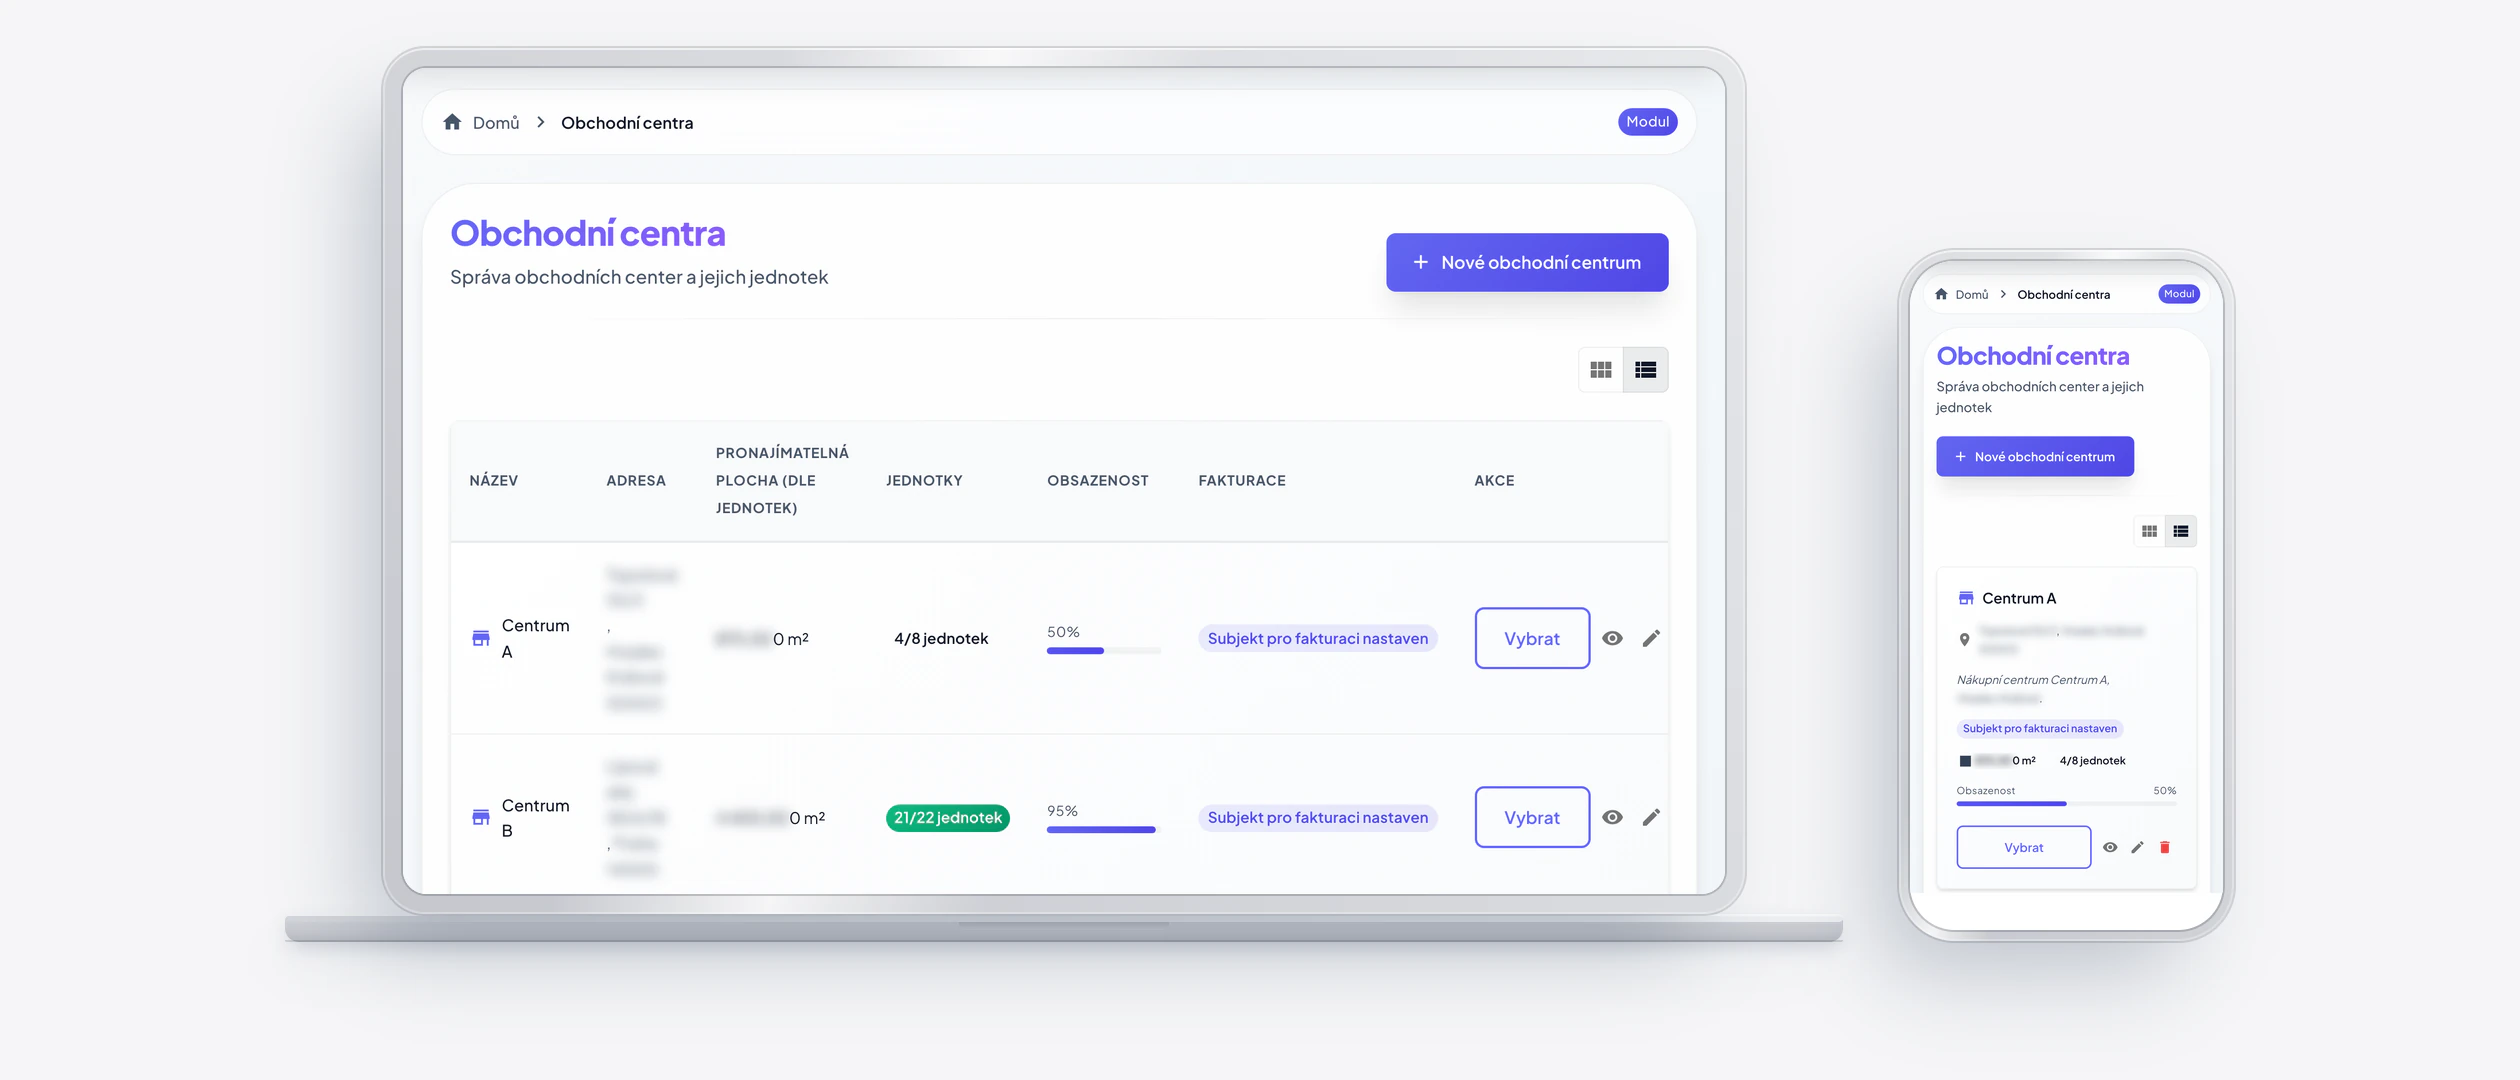 Domů > Obchodní centra
Modul
Obchodní centra
Správa obchodních center a jejich jednotek
+ Nové obchodní centrum
NÁZEV
ADRESA
PRONAJÍMATELNÁ
PLOCHA (DLE
JEDNOTEK)
JEDNOTKY
OBSAZENOST
FAKTURACE
AKCE
Centrum
A
,
0 m²
4/8 jednotek
50%
Subjekt pro fakturaci nastaven
Vybrat
Centrum
B
,
0 m²
21/22 jednotek
95%
Subjekt pro fakturaci nastaven
Vybrat
Domů > Obchodní centra
Modul
Obchodní centra
Správa obchodních center a jejich
jednotek
+ Nové obchodní centrum
Centrum A
Nákupní centrum Centrum A,
Subjekt pro fakturaci nastaven
0 m²
4/8 jednotek
Obsazenost
50%
Vybrat